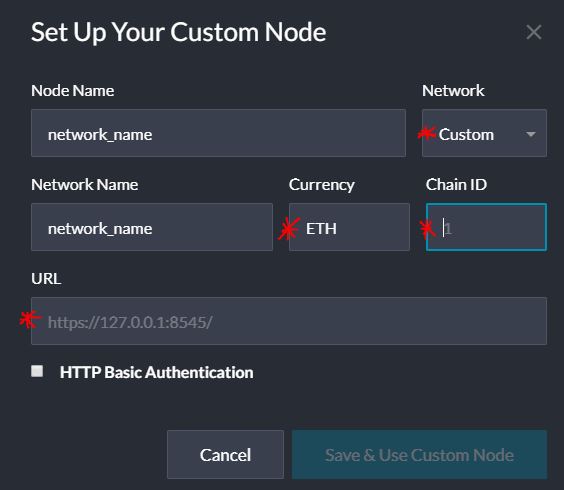 Set Up Your Custom Node
Node Name
Network
network_name
Custom
Network Name
Currency
Chain ID
network_name
ETH
1
URL
https://127.0.0.1:8545/
HTTP Basic Authentication
Cancel
Save & Use Custom Node